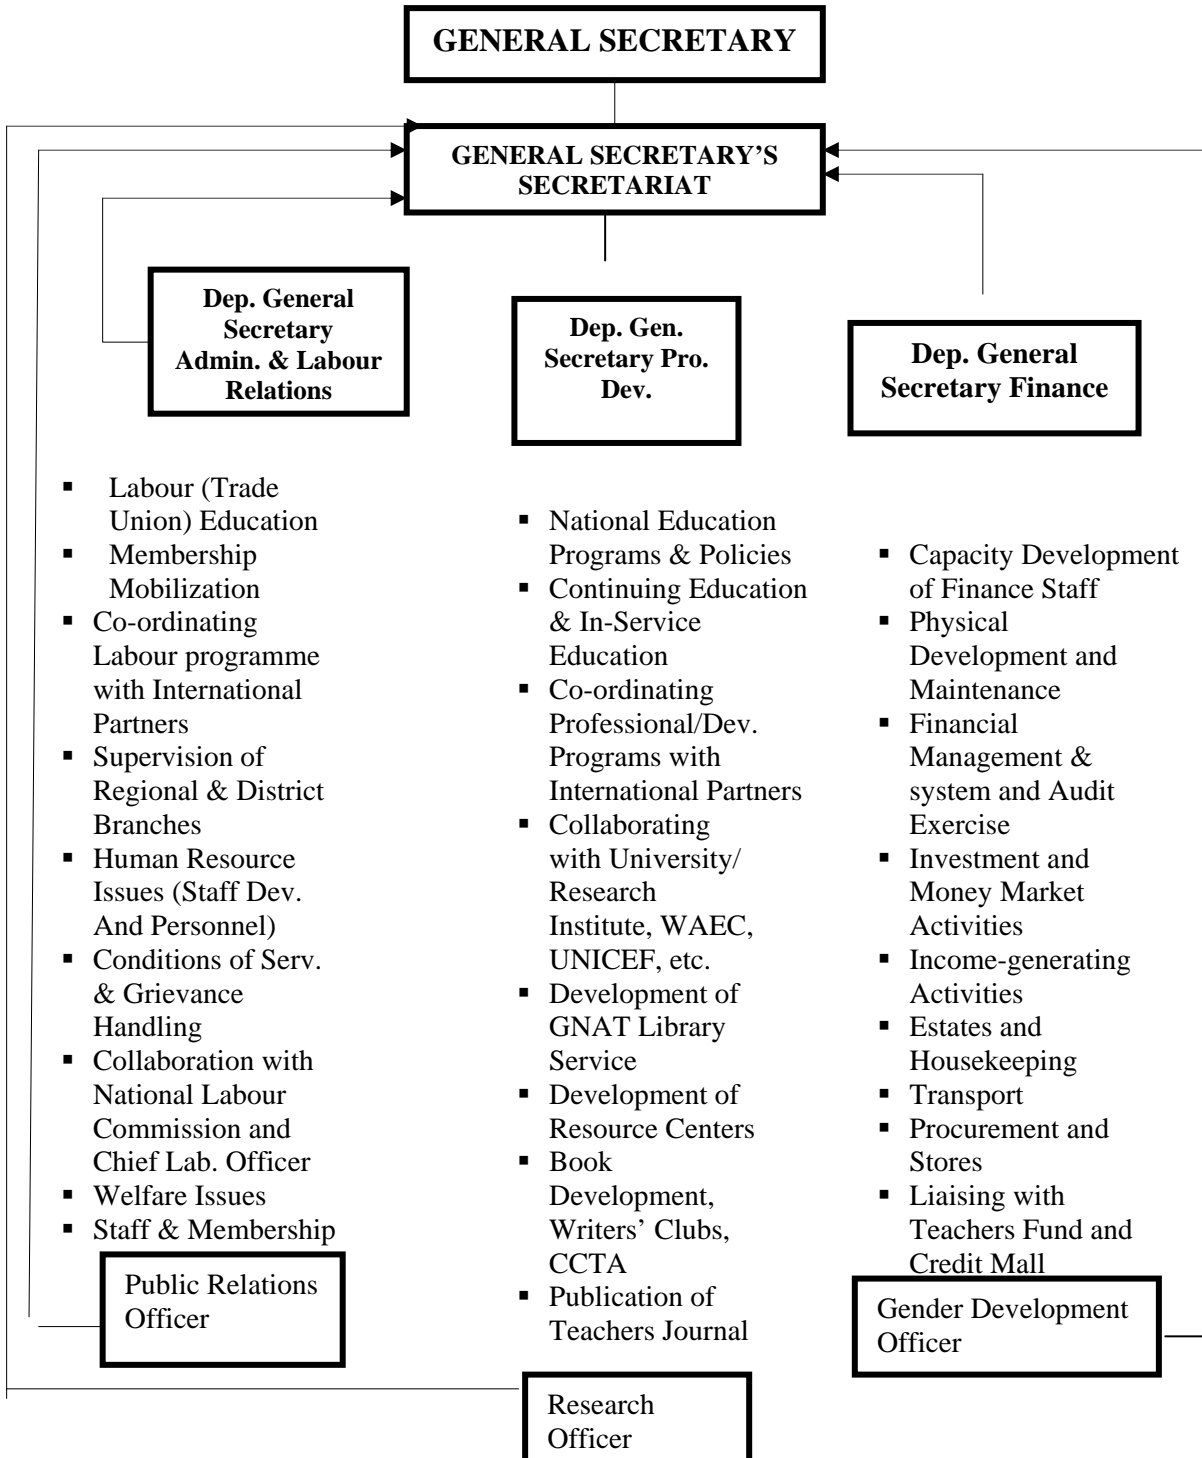 GENERAL SECRETARY
GENERAL SECRETARY’S
SECRETARIAT
Dep. General
Secretary
Admin. & Labour
Relations
Dep. Gen.
Secretary Pro.
Dev.
Dep. General
Secretary Finance
▪ Labour (Trade
Union) Education
▪ Membership
Mobilization
▪ Co-ordinating
Labour programme
with International
Partners
▪ Supervision of
Regional & District
Branches
▪ Human Resource
Issues (Staff Dev.
And Personnel)
▪ Conditions of Serv.
& Grievance
Handling
▪ Collaboration with
National Labour
Commission and
Chief Lab. Officer
▪ Welfare Issues
▪ Staff & Membership
▪ National Education
Programs & Policies
▪ Continuing Education
& In-Service
Education
▪ Co-ordinating
Professional/Dev.
Programs with
International Partners
▪ Collaborating
with University/
Research
Institute, WAEC,
UNICEF, etc.
▪ Development of
GNAT Library
Service
▪ Development of
Resource Centers
▪ Book
Development,
Writers’ Clubs,
CCTA
▪ Publication of
Teachers Journal
▪ Capacity Development
of Finance Staff
▪ Physical
Development and
Maintenance
▪ Financial
Management &
system and Audit
Exercise
▪ Investment and
Money Market
Activities
▪ Income-generating
Activities
▪ Estates and
Housekeeping
▪ Transport
▪ Procurement and
Stores
▪ Liaising with
Teachers Fund and
Credit Mall
Public Relations
Officer
Gender Development
Officer
Research
Officer